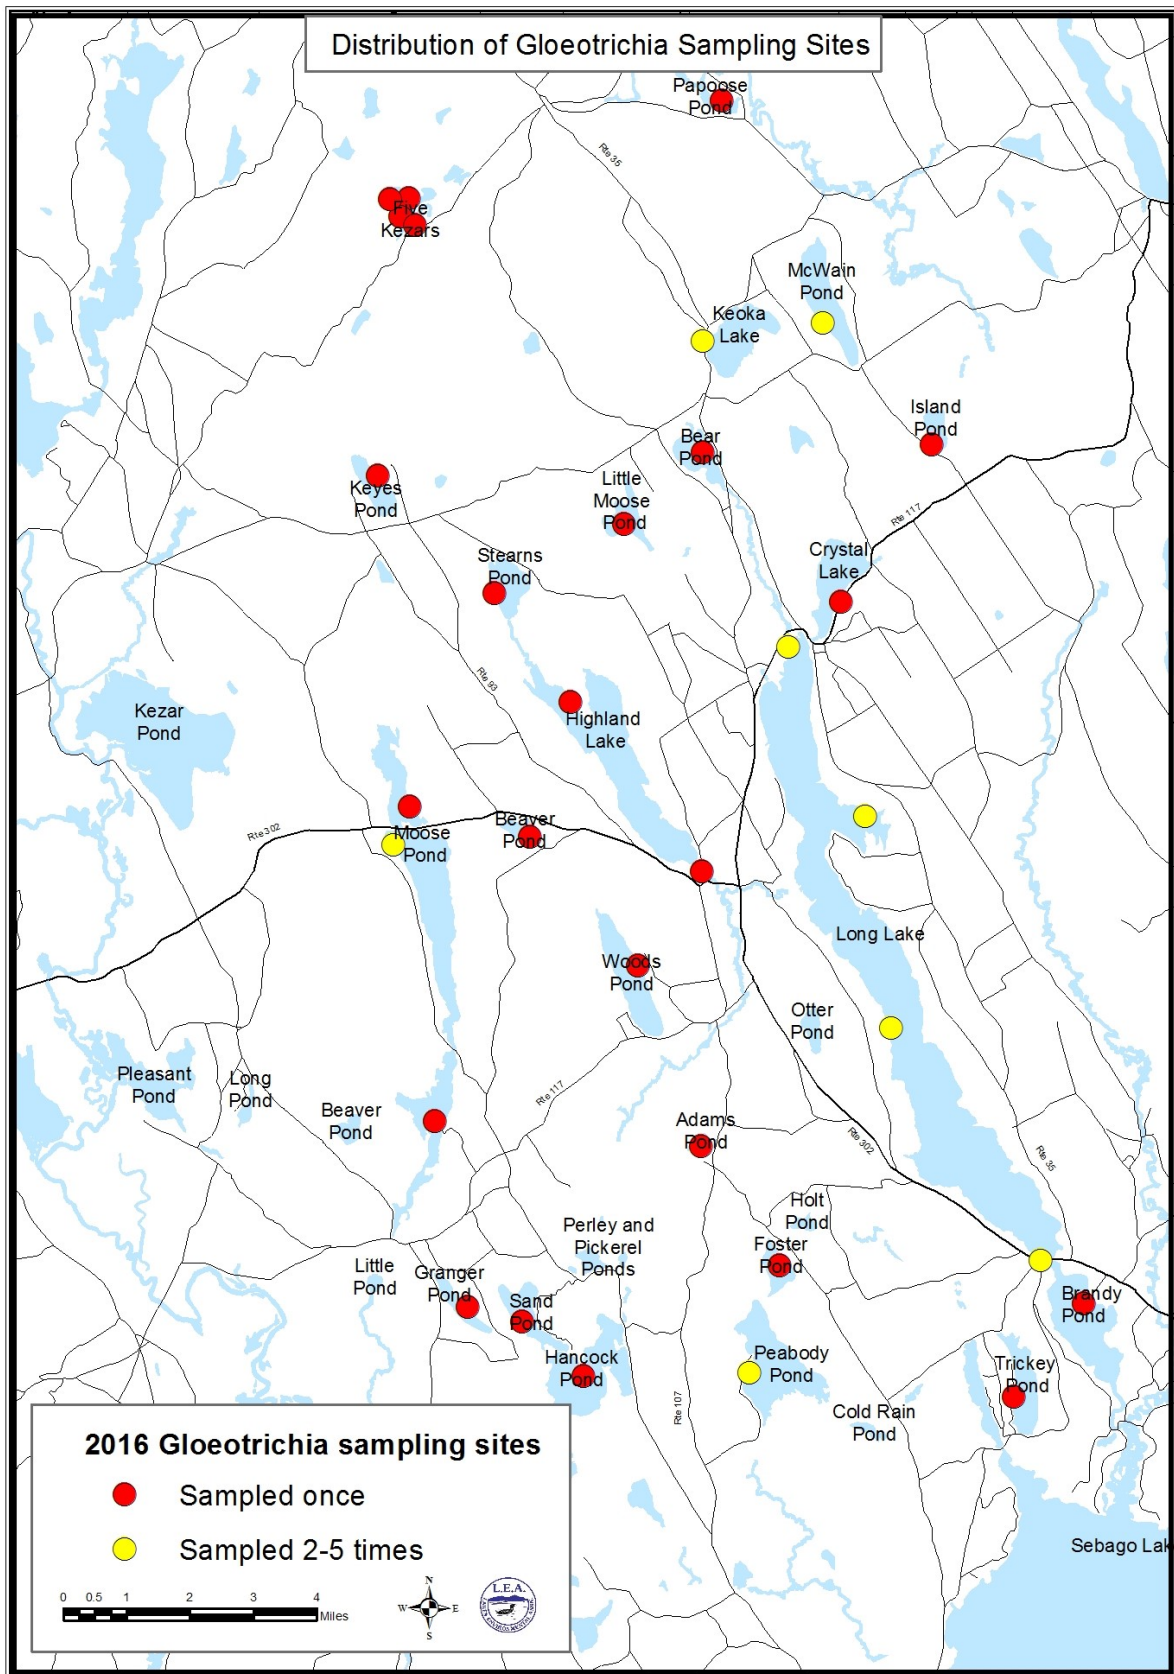 Distribution of Gloeotrichia Sampling Sites
Papoose
Pond
Rte 35
Five
Kezars
McWain
Pond
Keoka
Lake
Island
Pond
Bear
Pond
Little
Moose
Pond
Keyes
Pond
Rte 117
Crystal
Lake
Stearns
Pond
Rte 93
Kezar
Pond
Highland
Lake
Rte 302
Moose
Pond
Beaver
Pond
Long Lake
Woods
Pond
Otter
Pond
Pleasant
Pond
Long
Pond
Beaver
Pond
Rte 117
Adams
Pond
Rte 302
Rte 35
Holt
Pond
Foster
Pond
Perley and
Pickerel
Ponds
Little
Pond
Granger
Pond
Sand
Pond
Brandy
Pond
Hancock
Pond
Peabody
Pond
Trickey
Pond
Rte 107
Cold Rain
Pond
Sebago Lak
2016 Gloeotrichia sampling sites
Sampled once
Sampled 2-5 times
0 0.5 1 2 3 4
Miles
N
W E
S
L.E.A.